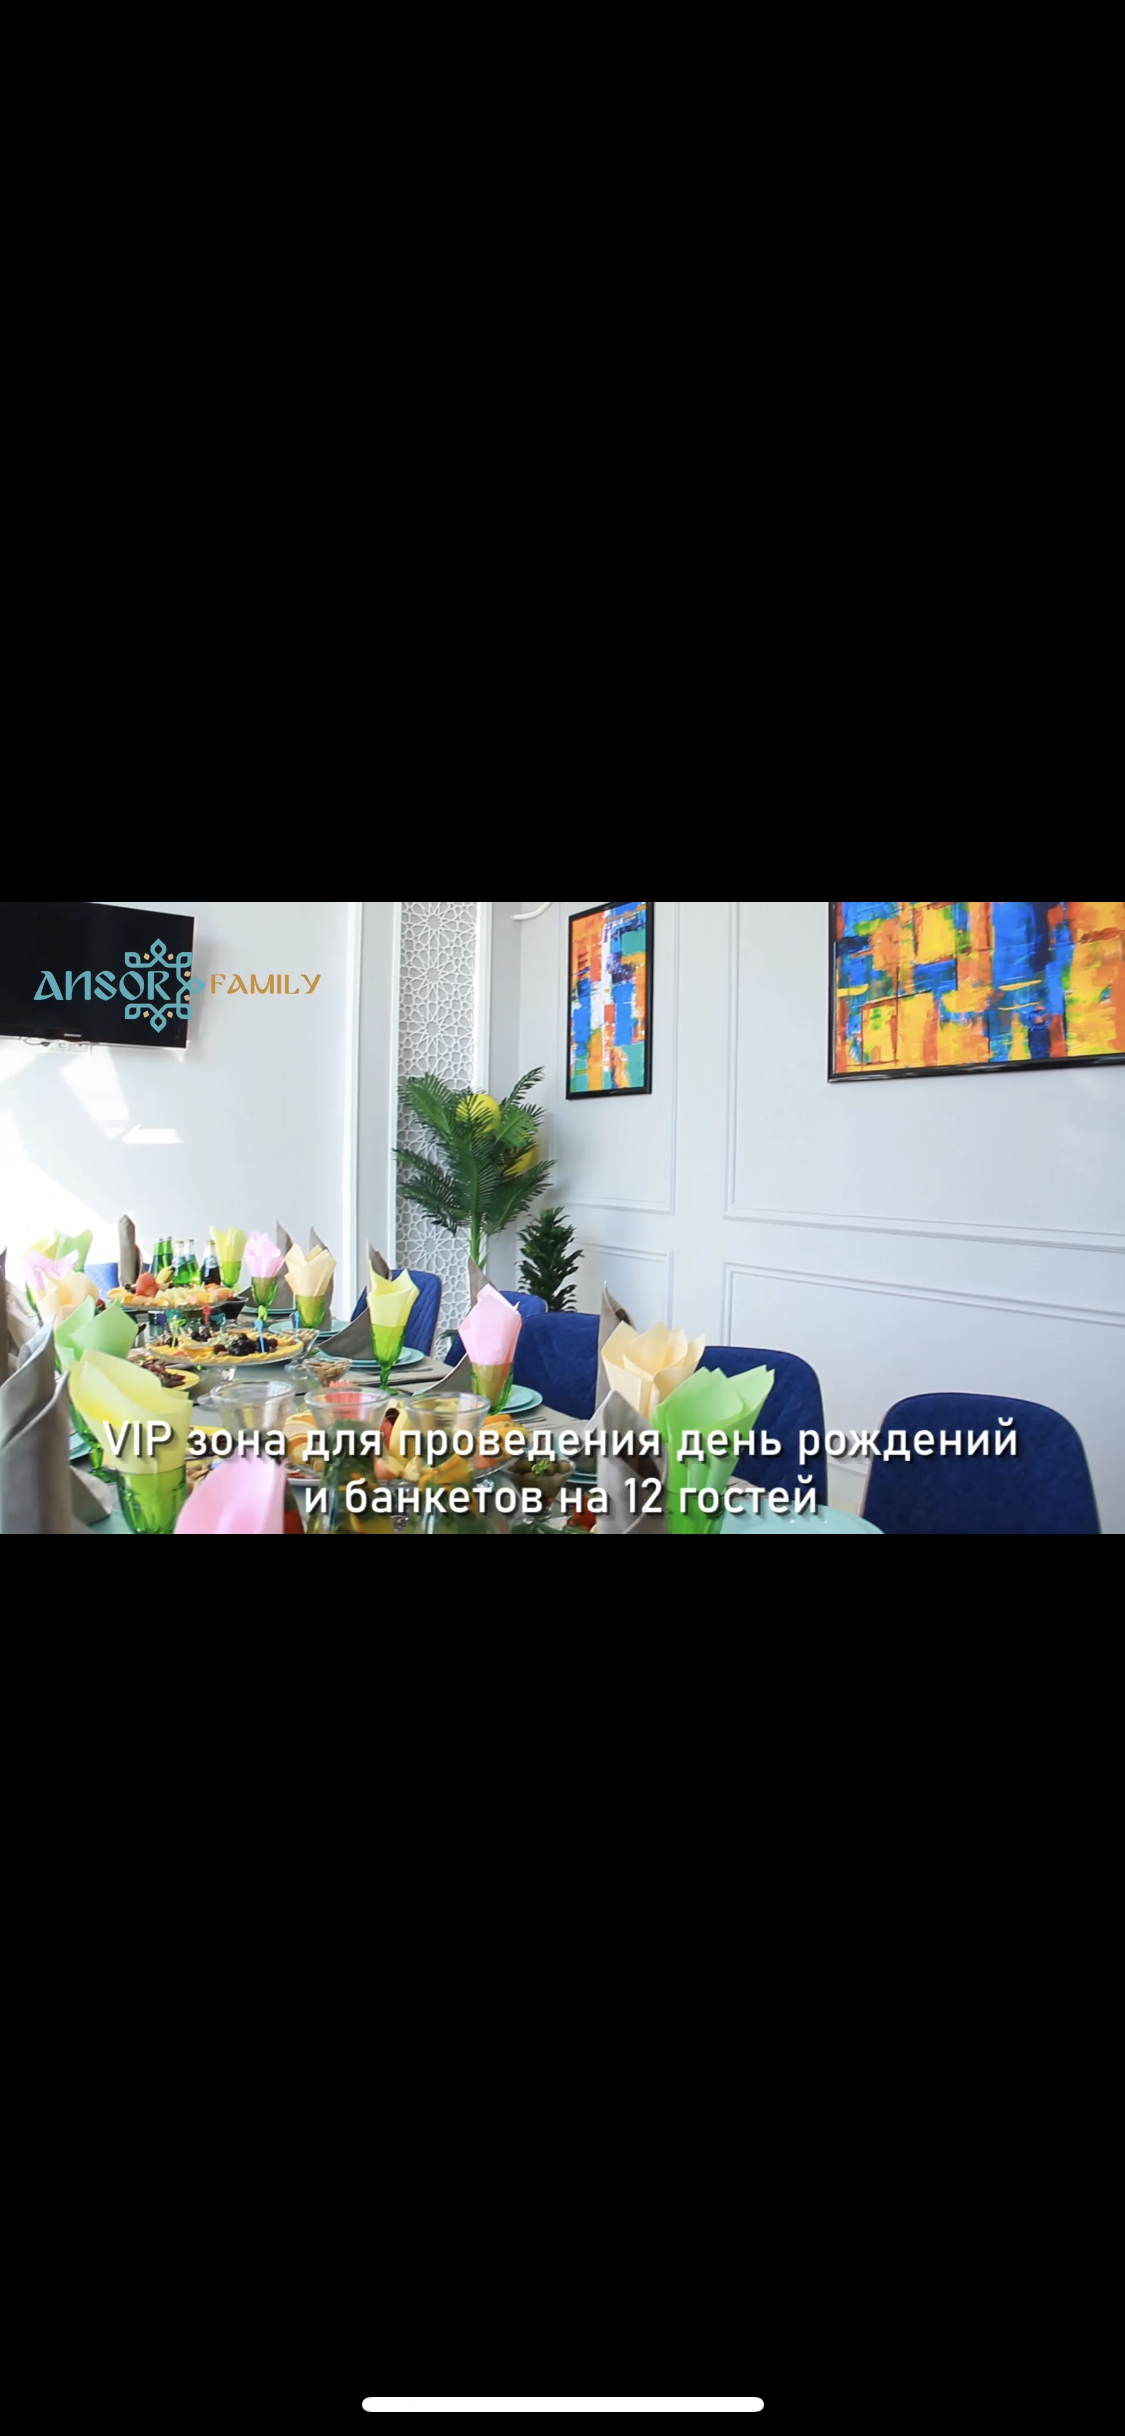 ANSOR FAMILY
VIP зона для проведения день рождений
и банкетов на 12 гостей